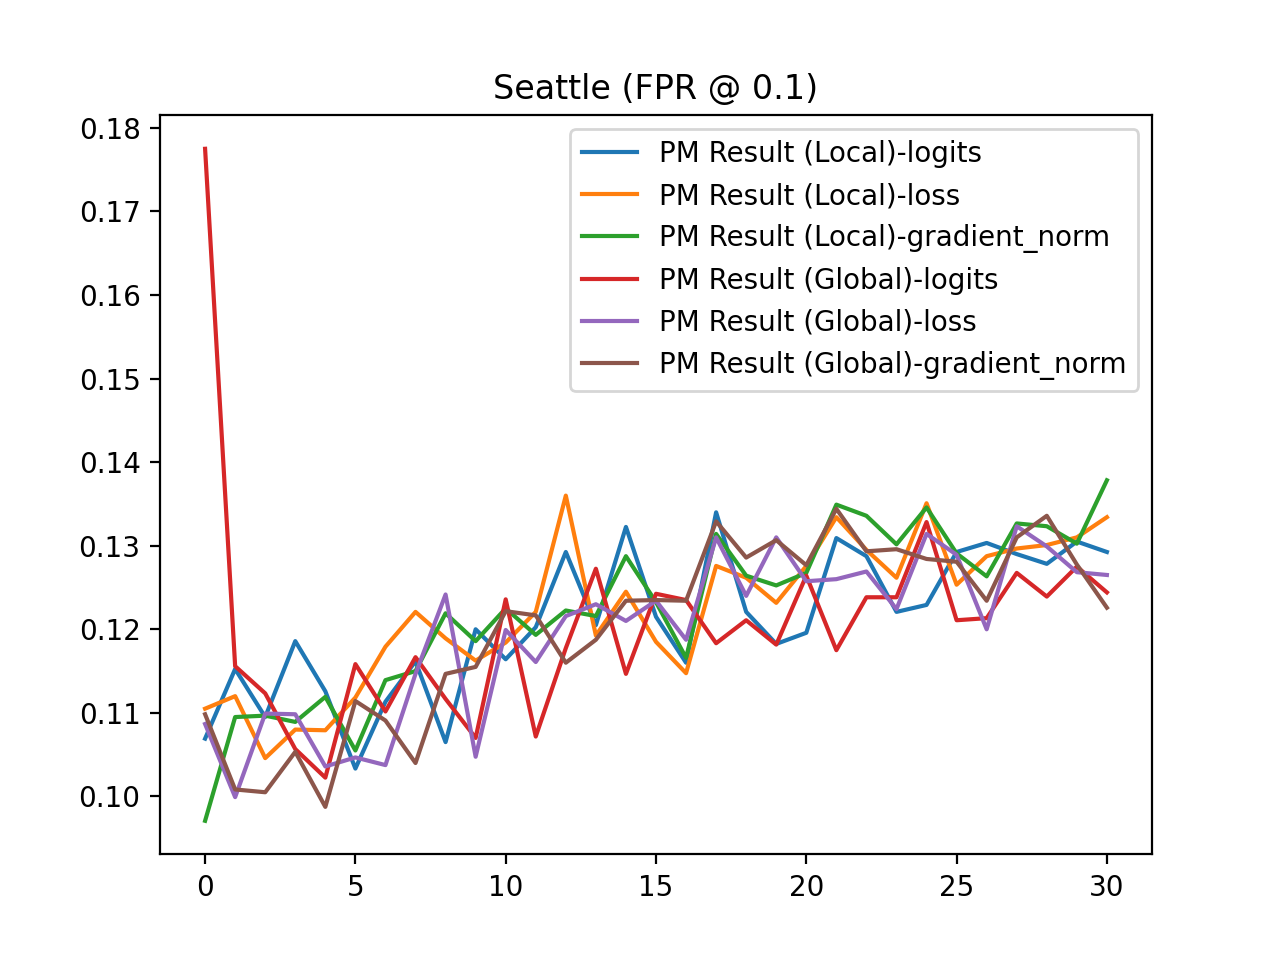 Seattle (FPR @ 0.1)
0.18
0.17
0.16
0.15
0.14
0.13
0.12
0.11
0.10
PM Result (Local)-logits
PM Result (Local)-loss
PM Result (Local)-gradient_norm
PM Result (Global)-logits
PM Result (Global)-loss
PM Result (Global)-gradient_norm
0 5 10 15 20 25 30